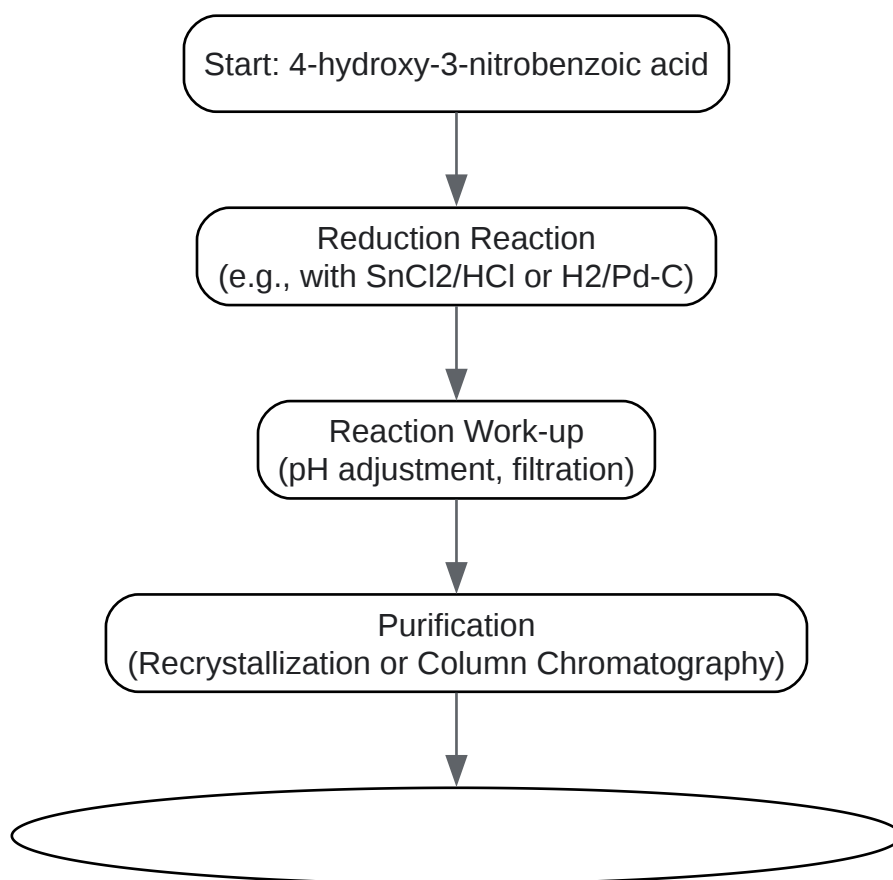 Start: 4-hydroxy-3-nitrobenzoic acid
Reduction Reaction
(e.g., with SnCl2/HCl or H2/Pd-C)
Reaction Work-up
(pH adjustment, filtration)
Purification
(Recrystallization or Column Chromatography)